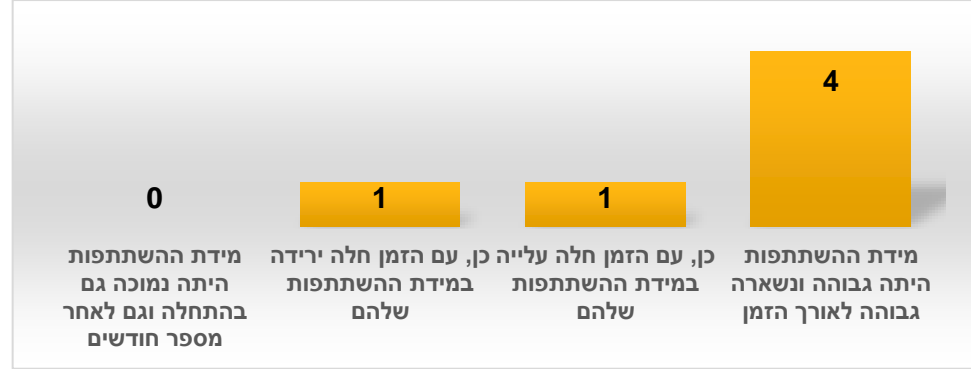 4
1
1
0
מידת ההשתתפות
היתה גבוהה ונשארה
גבוהה לאורך הזמן
כן, עם הזמן חלה עלייה
במידת ההשתתפות
שלהם
כן, עם הזמן חלה ירידה
במידת ההשתתפות
שלהם
מידת ההשתתפות
היתה נמוכה גם
בהתחלה וגם לאחר
מספר חודשים